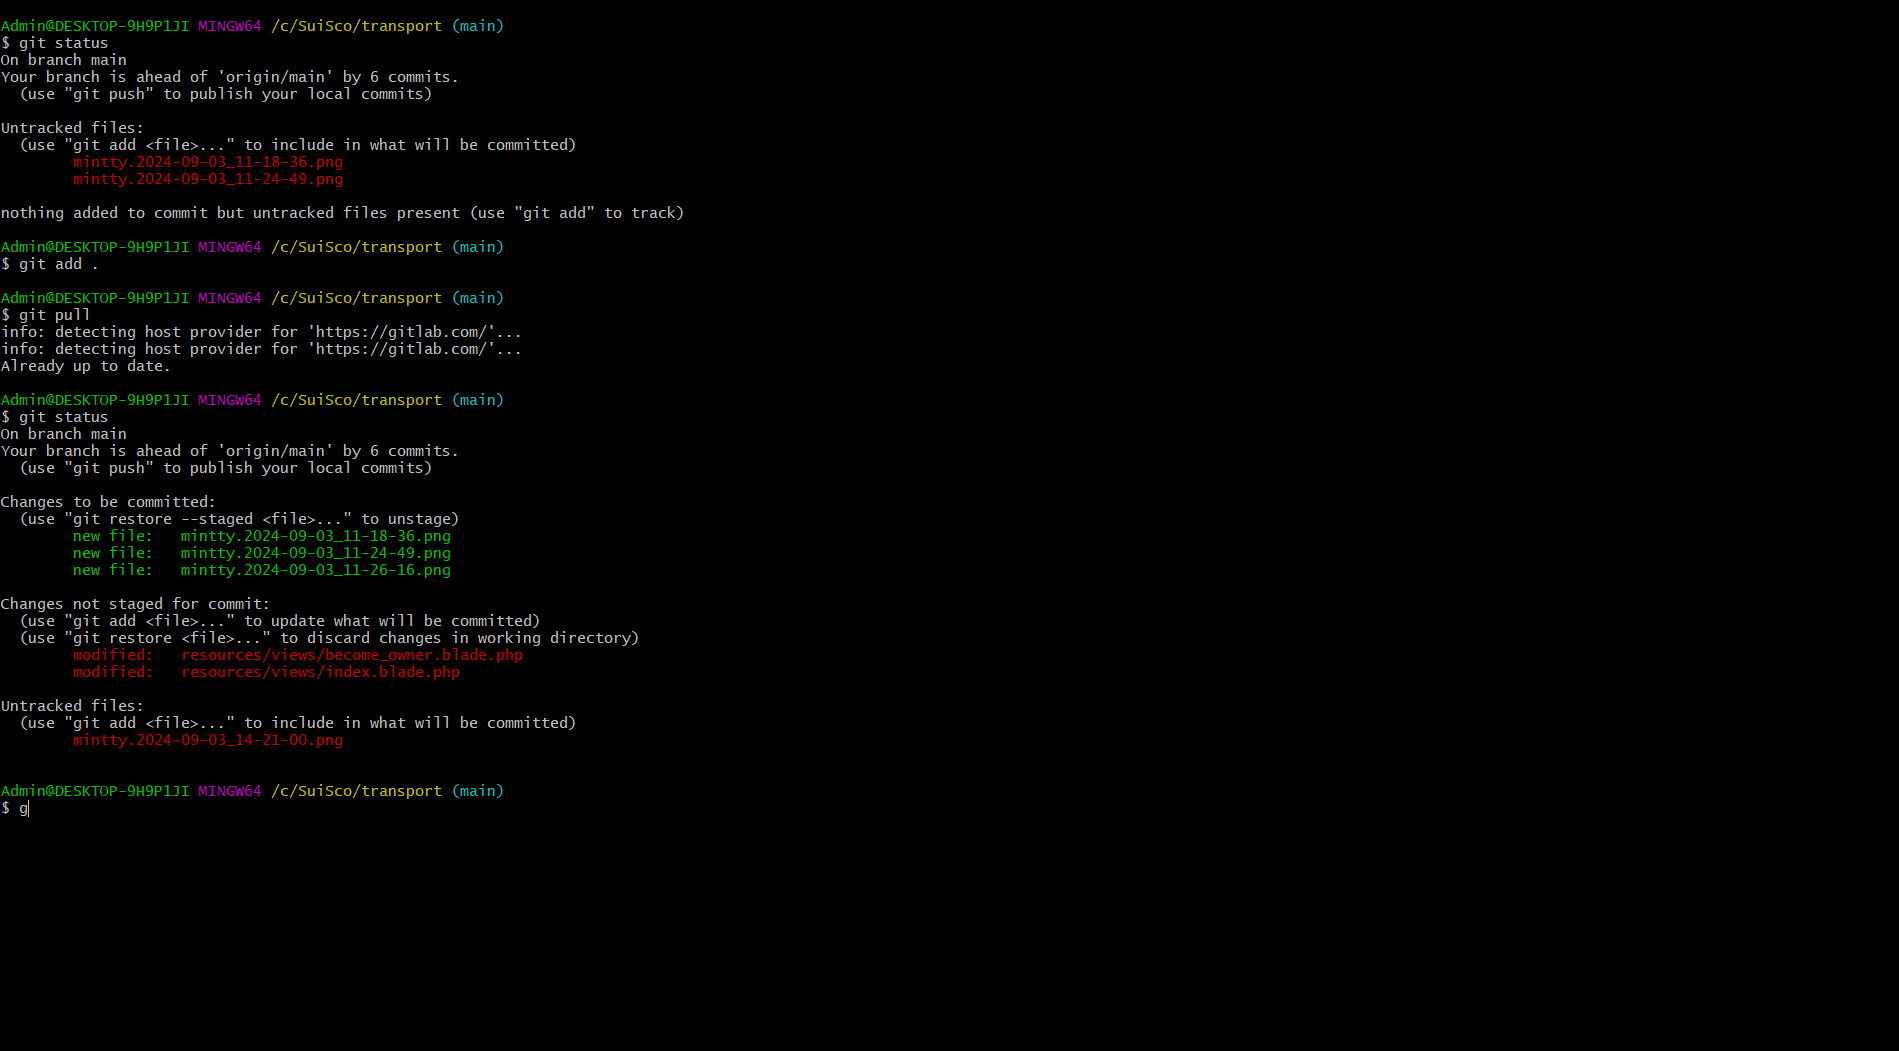 Admin@DESKTOP-9H9P1JI MINGW64 /c/SuiSco/transport (main)
$ git status
On branch main
Your branch is ahead of 'origin/main' by 6 commits.
  (use "git push" to publish your local commits)

Untracked files:
  (use "git add <file>..." to include in what will be committed)
        mintty.2024-09-03_11-18-36.png
        mintty.2024-09-03_11-24-49.png

nothing added to commit but untracked files present (use "git add" to track)

Admin@DESKTOP-9H9P1JI MINGW64 /c/SuiSco/transport (main)
$ git add .

Admin@DESKTOP-9H9P1JI MINGW64 /c/SuiSco/transport (main)
$ git pull
info: detecting host provider for 'https://gitlab.com/'...
info: detecting host provider for 'https://gitlab.com/'...
Already up to date.

Admin@DESKTOP-9H9P1JI MINGW64 /c/SuiSco/transport (main)
$ git status
On branch main
Your branch is ahead of 'origin/main' by 6 commits.
  (use "git push" to publish your local commits)

Changes to be committed:
  (use "git restore --staged <file>..." to unstage)
        new file:   mintty.2024-09-03_11-18-36.png
        new file:   mintty.2024-09-03_11-24-49.png
        new file:   mintty.2024-09-03_11-26-16.png

Changes not staged for commit:
  (use "git add <file>..." to update what will be committed)
  (use "git restore <file>..." to discard changes in working directory)
        modified:   resources/views/become_owner.blade.php
        modified:   resources/views/index.blade.php

Untracked files:
  (use "git add <file>..." to include in what will be committed)
        mintty.2024-09-03_14-21-00.png


Admin@DESKTOP-9H9P1JI MINGW64 /c/SuiSco/transport (main)
$ g